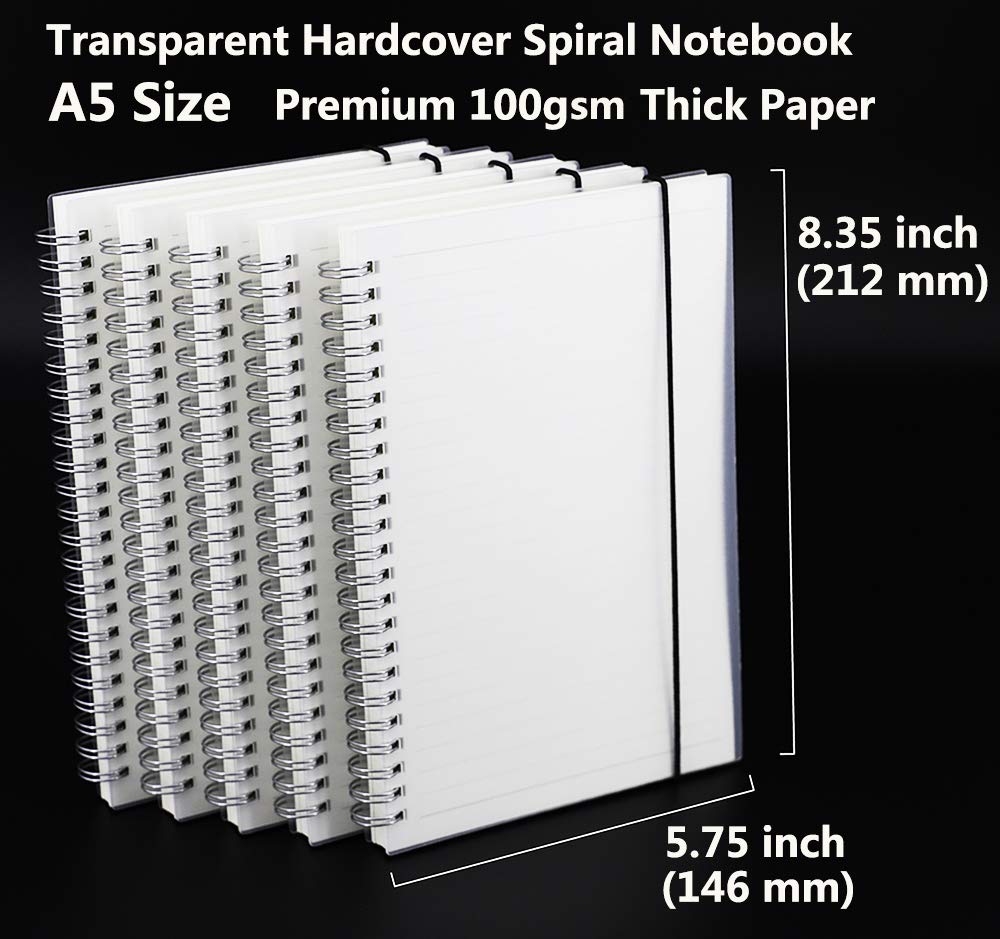 Transparent Hardcover Spiral Notebook
A5 Size Premium 100gsm Thick Paper
8.35 inch
(212 mm)
5.75 inch
(146 mm)